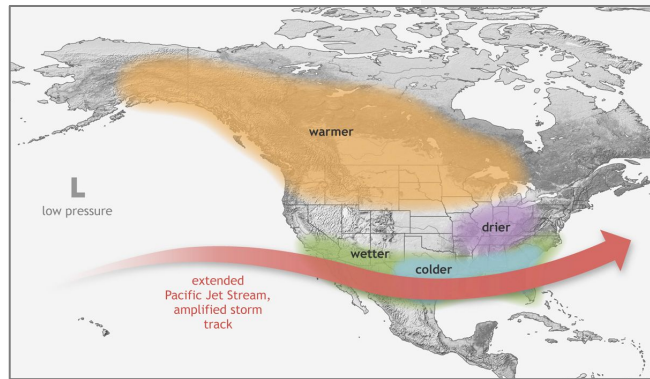 warmer
L
low pressure
drier
wetter
colder
extended
Pacific Jet Stream,
amplified storm
track